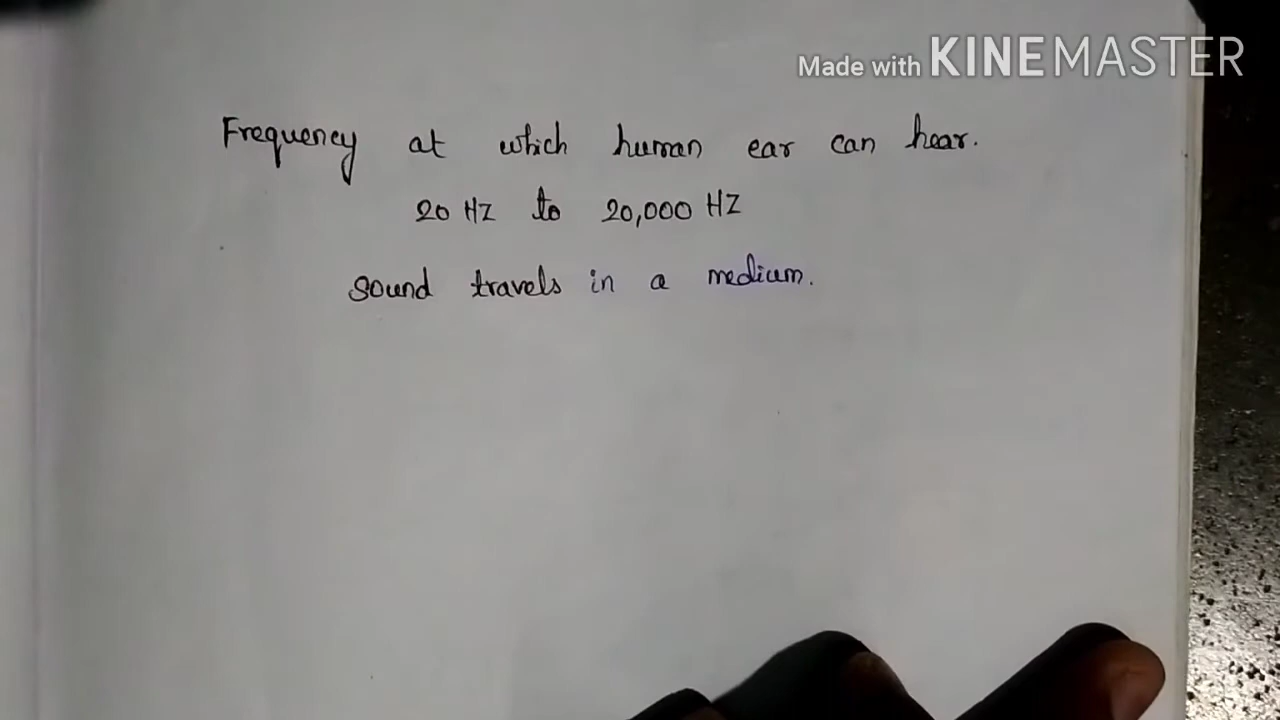 Made with KINEMASTER
Frequency at which human ear can hear.
20 HZ to 20,000 HZ
sound travels in a medium.